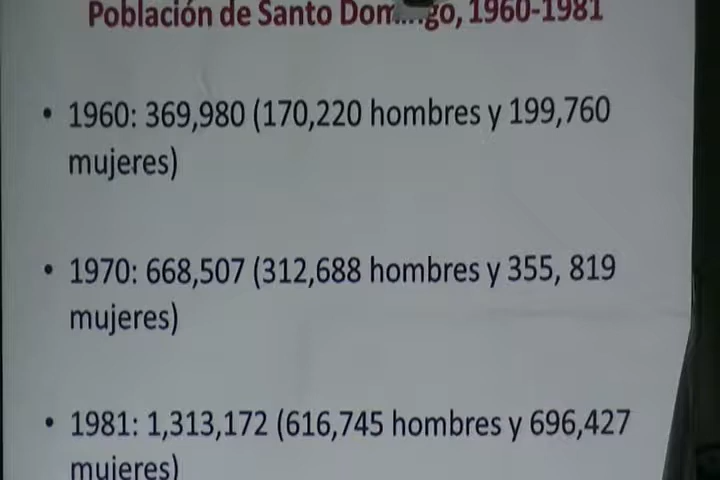 Población de Santo Domingo, 1960-1981
• 1960: 369,980 (170,220 hombres y 199,760
mujeres)
• 1970: 668,507 (312,688 hombres y 355, 819
mujeres)
• 1981: 1,313,172 (616,745 hombres y 696,427
mujeres)